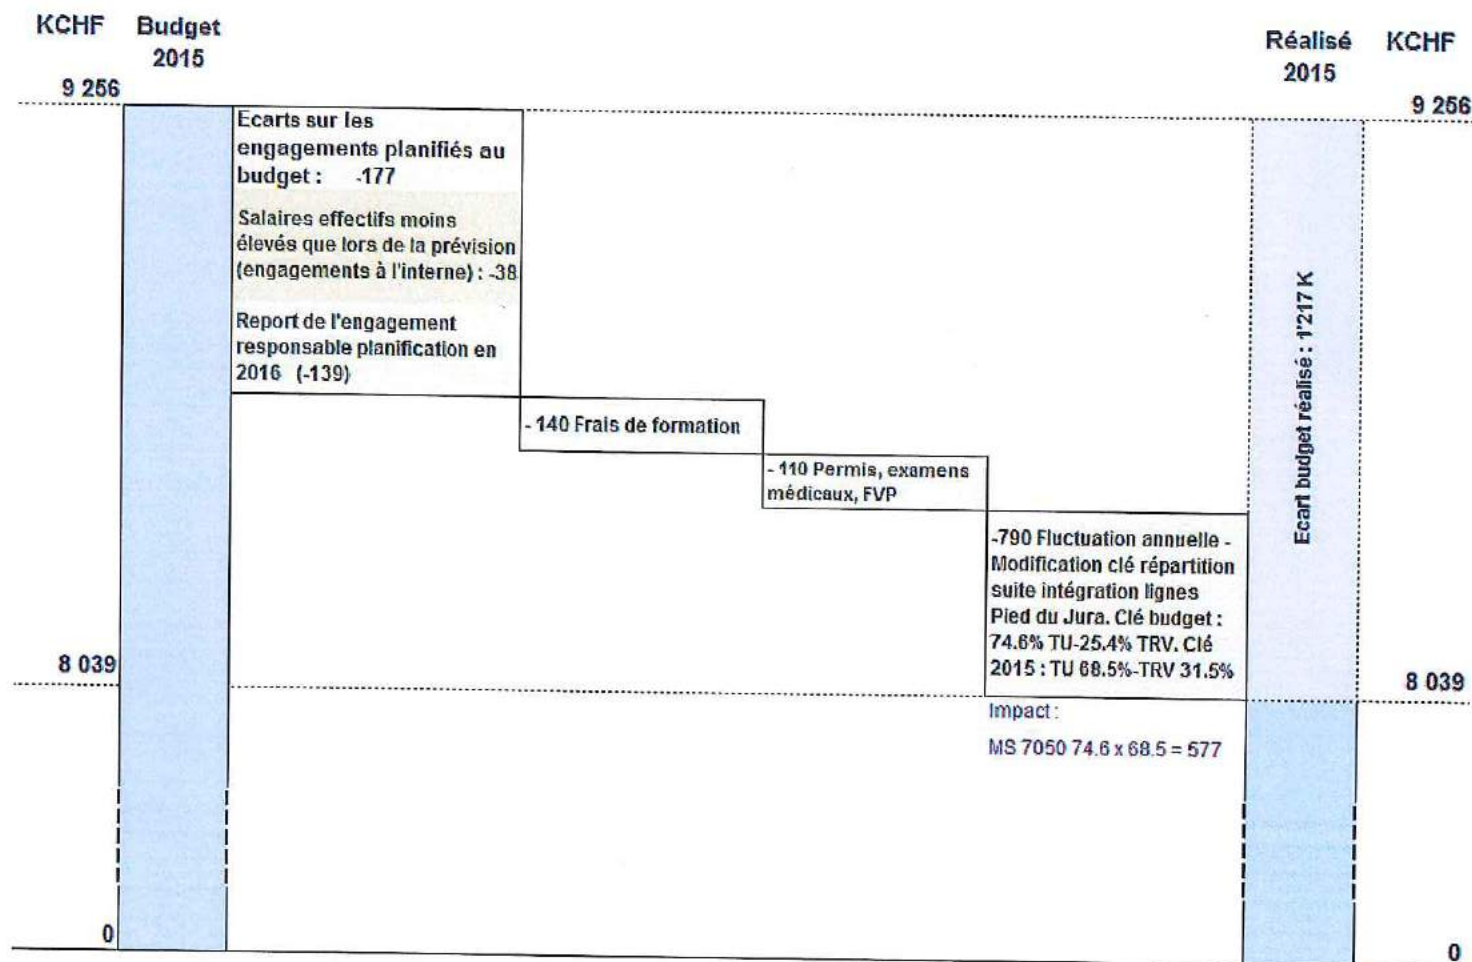 KCHF
Budget
2015
Réalisé
2015
KCHF
9 256
9 256
Ecarts sur les
engagements planifiés au
budget : -177
Salaires effectifs moins
élevés que lors de la prévision
(engagements à l'interne) : -38
Report de l'engagement
responsable planification en
2016 (-139)
- 140 Frais de formation
- 110 Permis, examens
médicaux, FVP
-790 Fluctuation annuelle -
Modification clé répartition
suite intégration lignes
Pied du Jura. Clé budget :
74.6% TU-25.4% TRV. Clé
2015 : TU 68.5%-TRV 31.5%
Ecart budget réalisé : 1'217 K
8 039
8 039
Impact :
MS 7050 74.6 x 68.5 = 577
0
0